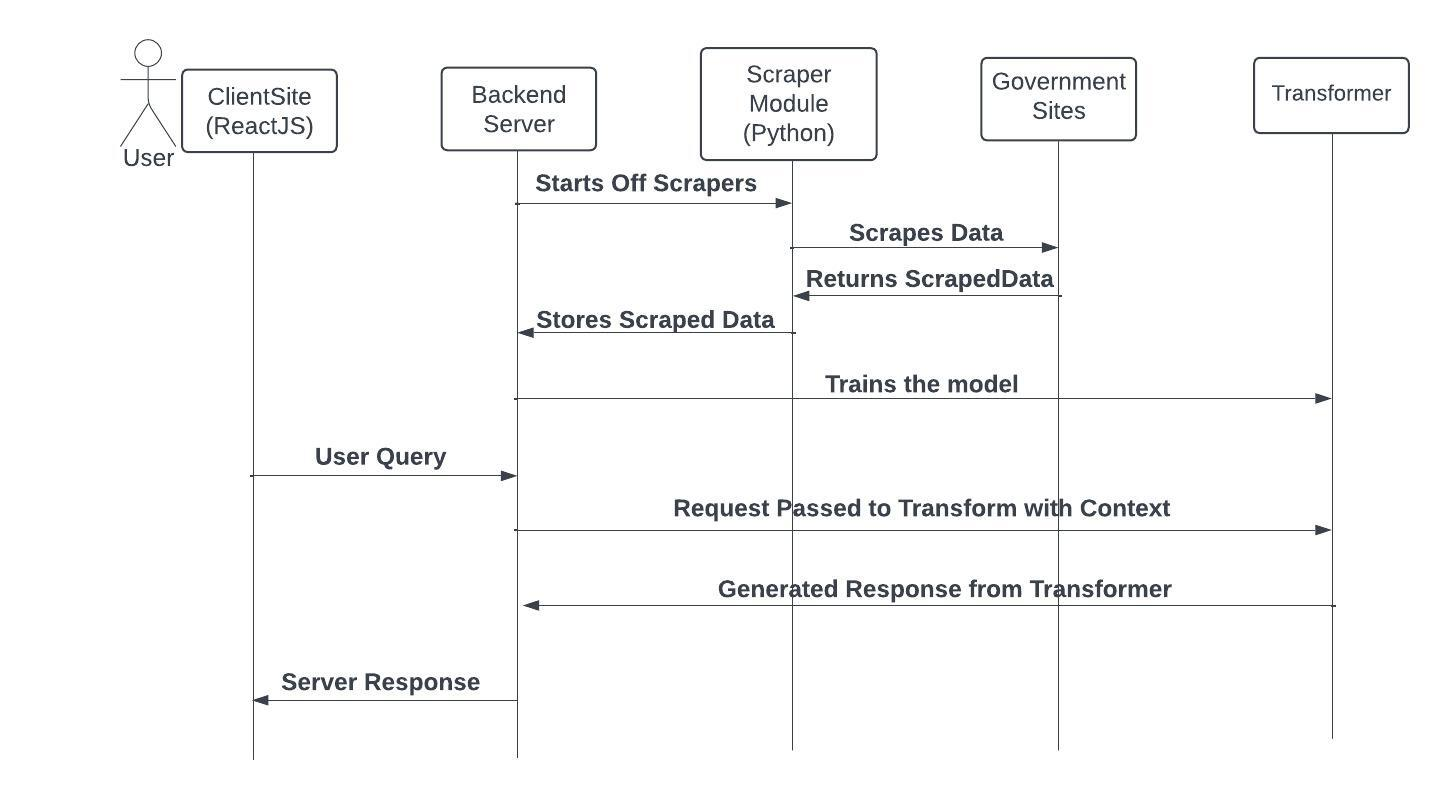 ClientSite
(ReactJS)
User
Backend
Server
Scraper
Module
(Python)
Government
Sites
Transformer
Starts Off Scrapers
Scrapes Data
Returns ScrapedData
Stores Scraped Data
Trains the model
User Query
Request Passed to Transform with Context
Generated Response from Transformer
Server Response